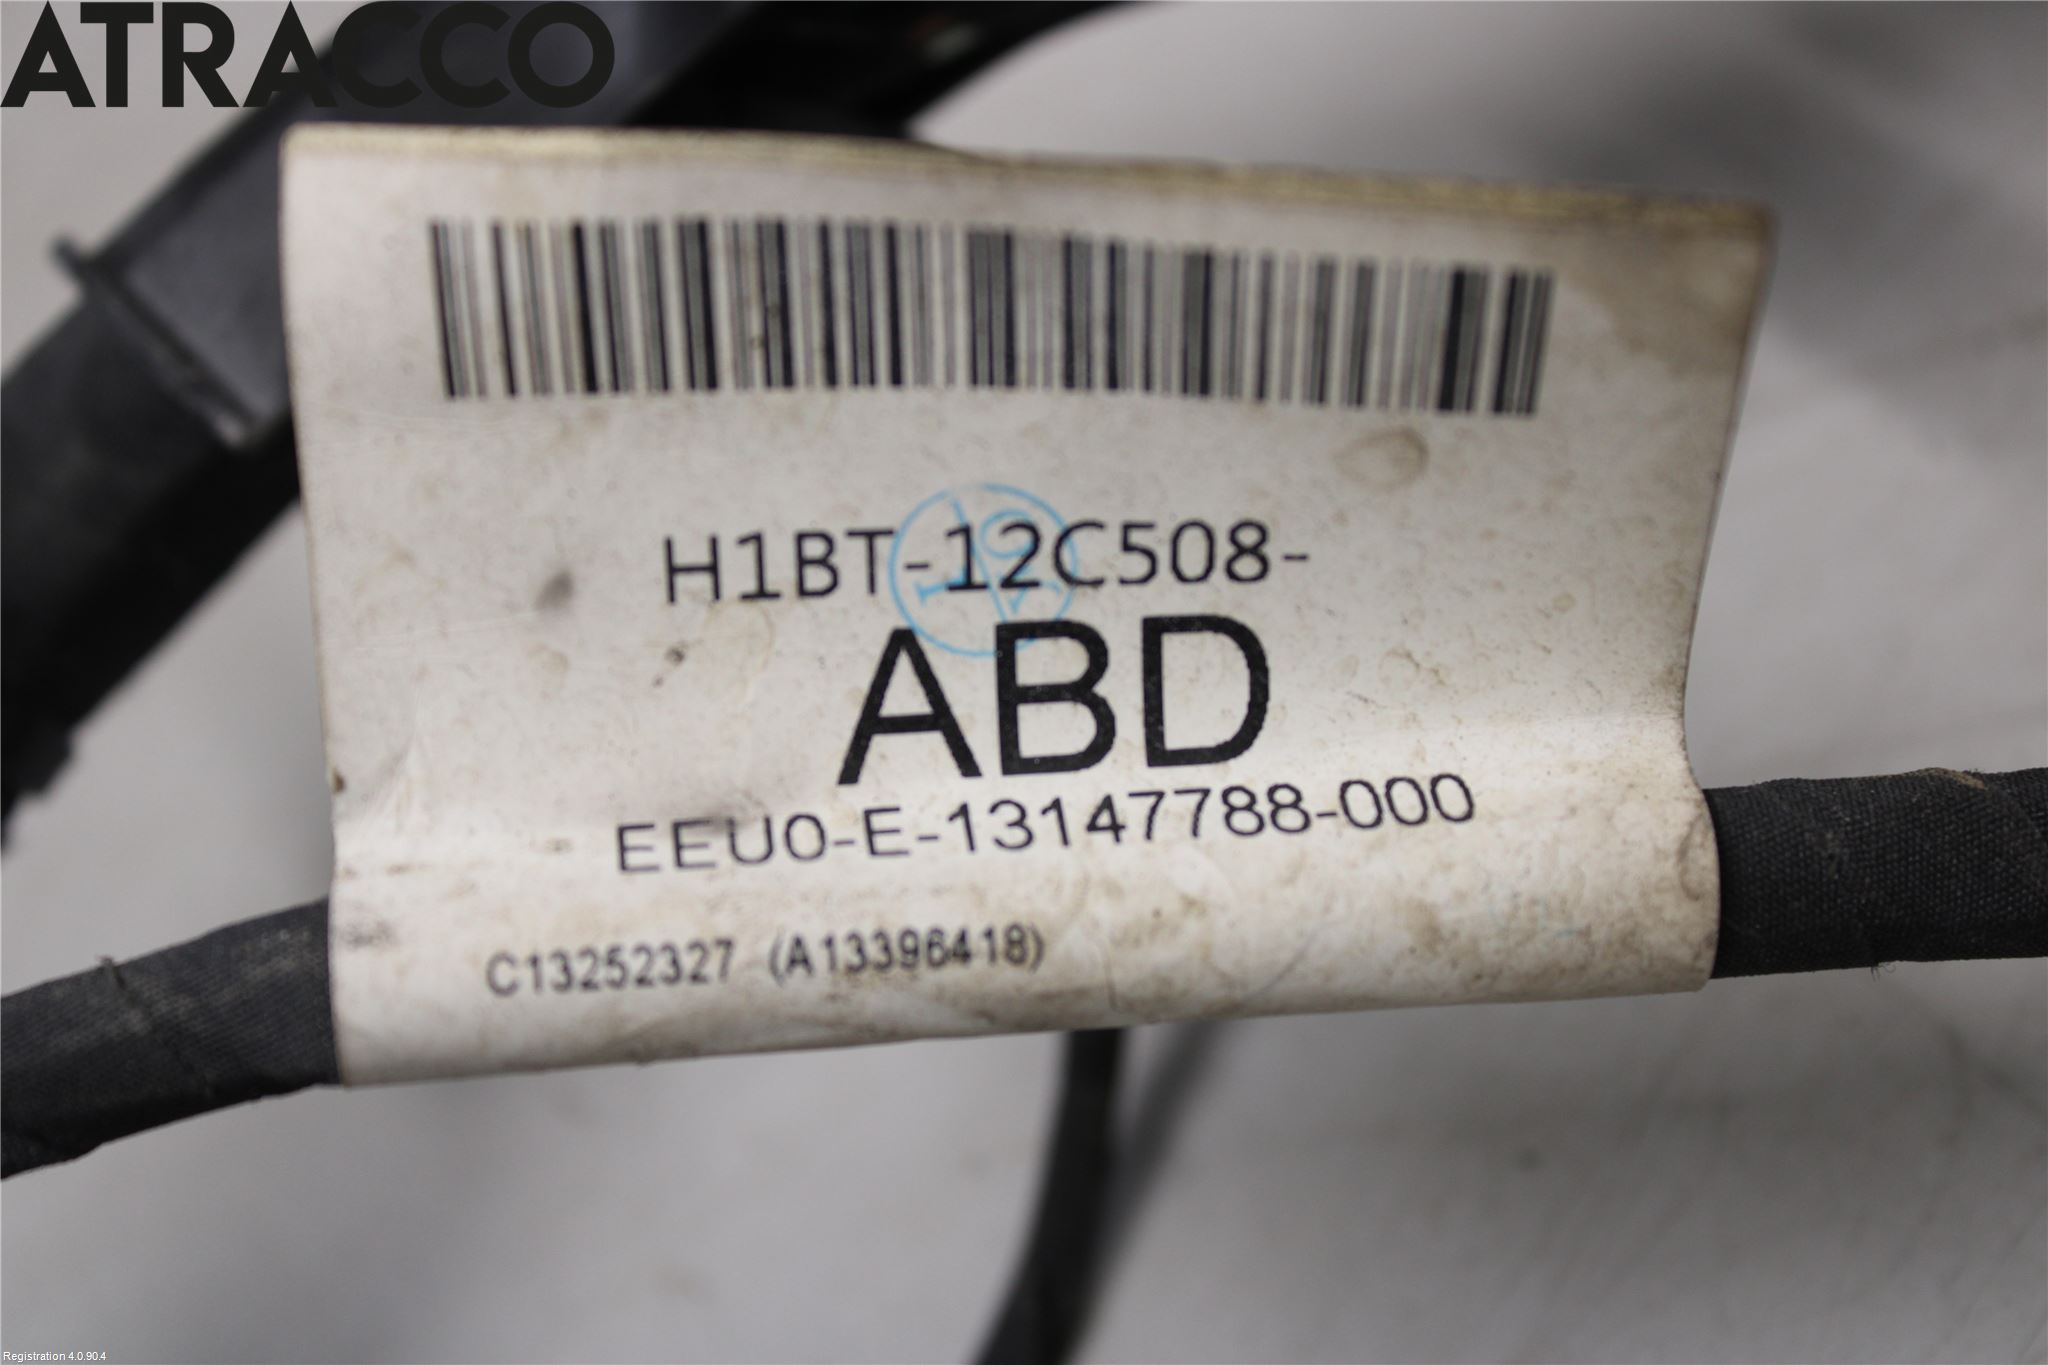 ATRACCO
H1BT-12C508-
ABD
EEU0-E-13147788-000
C13252327 (A13396418)
Registration 4.0.90.4